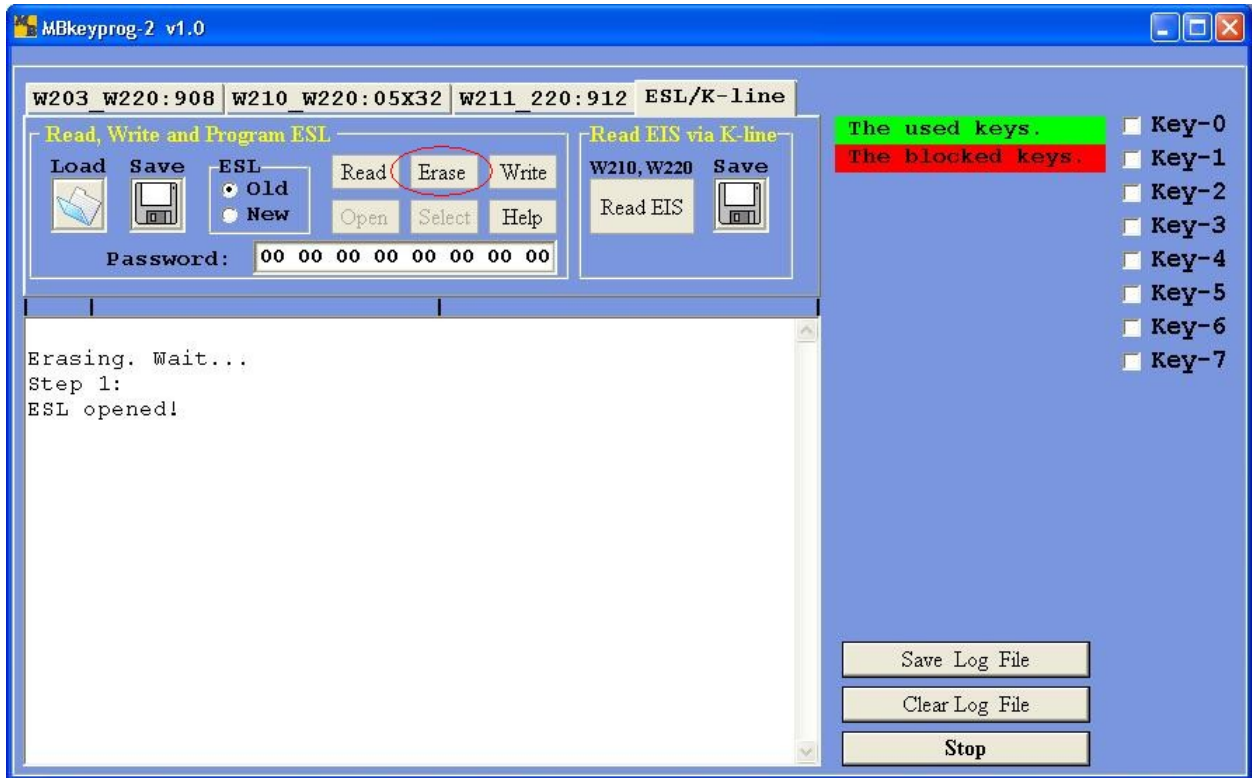 MBkeyprog-2 v1.0
W203_W220:908 W210_W220:05X32 W211_220:912 ESL/K-line
Read, Write and Program ESL
Load Save
ESL
Old
New
Read Erase Write
Open Select Help
Password: 00 00 00 00 00 00 00 00
Read EIS via K-line
W210, W220 Save
Read EIS
The used keys.
The blocked keys.
Key-0
Key-1
Key-2
Key-3
Key-4
Key-5
Key-6
Key-7
Erasing. Wait...
Step 1:
ESL opened!
Save Log File
Clear Log File
Stop